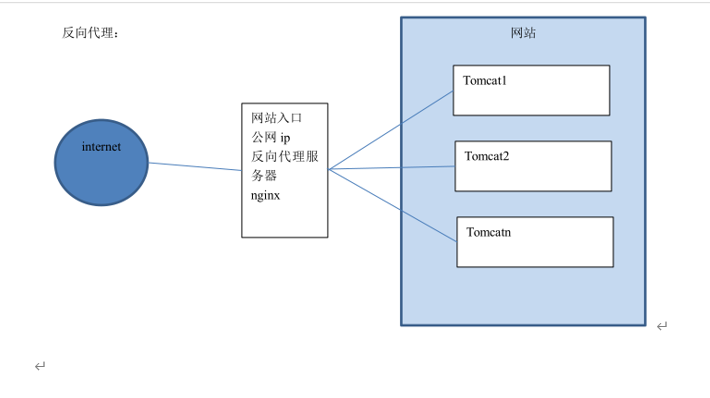 反向代理：
网站
Tomcat1
internet
网站入口
公网 ip
反向代理服
务器
nginx
Tomcat2
Tomcatn